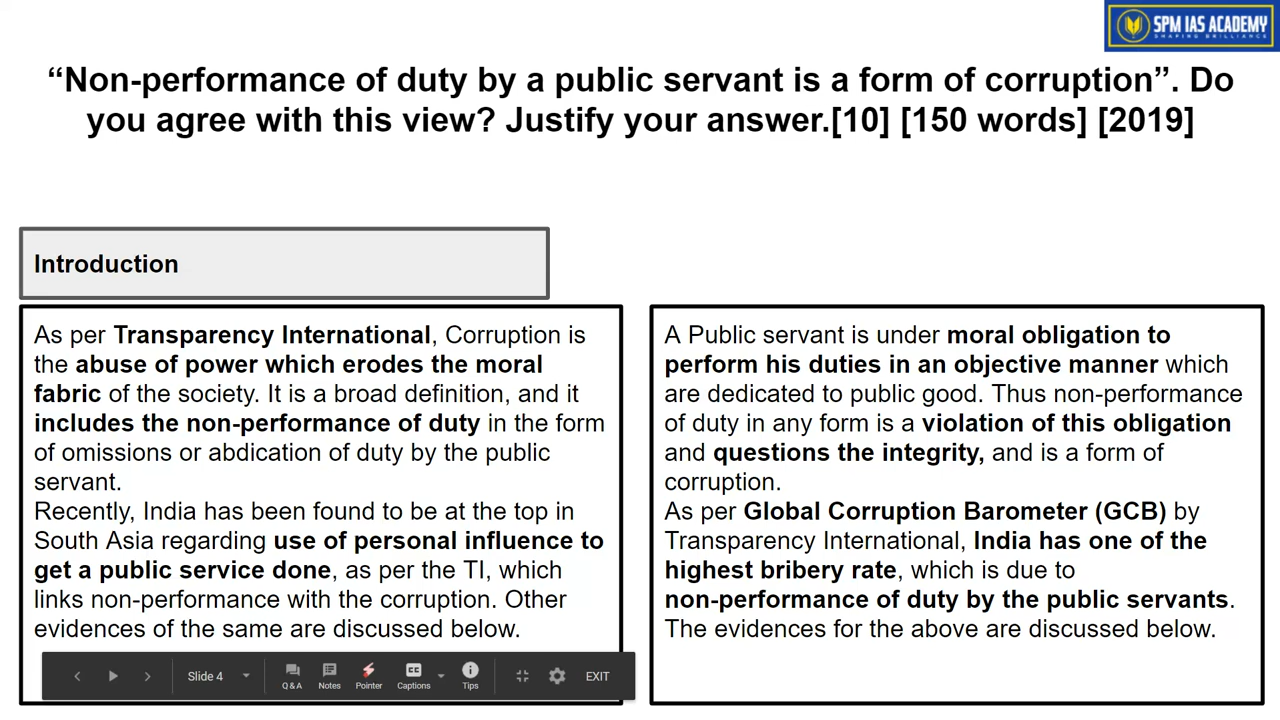 SPM IAS ACADEMY
SHAPING BRILLIANCE
“Non-performance of duty by a public servant is a form of corruption”. Do
you agree with this view? Justify your answer.[10] [150 words] [2019]
Introduction
As per Transparency International, Corruption is
the abuse of power which erodes the moral
fabric of the society. It is a broad definition, and it
includes the non-performance of duty in the form
of omissions or abdication of duty by the public
servant.
Recently, India has been found to be at the top in
South Asia regarding use of personal influence to
get a public service done, as per the TI, which
links non-performance with the corruption. Other
evidences of the same are discussed below.
A Public servant is under moral obligation to
perform his duties in an objective manner which
are dedicated to public good. Thus non-performance
of duty in any form is a violation of this obligation
and questions the integrity, and is a form of
corruption.
As per Global Corruption Barometer (GCB) by
Transparency International, India has one of the
highest bribery rate, which is due to
non-performance of duty by the public servants.
The evidences for the above are discussed below.
Slide 4
Q & A
Notes
Pointer
CC
Captions
Tips
EXIT